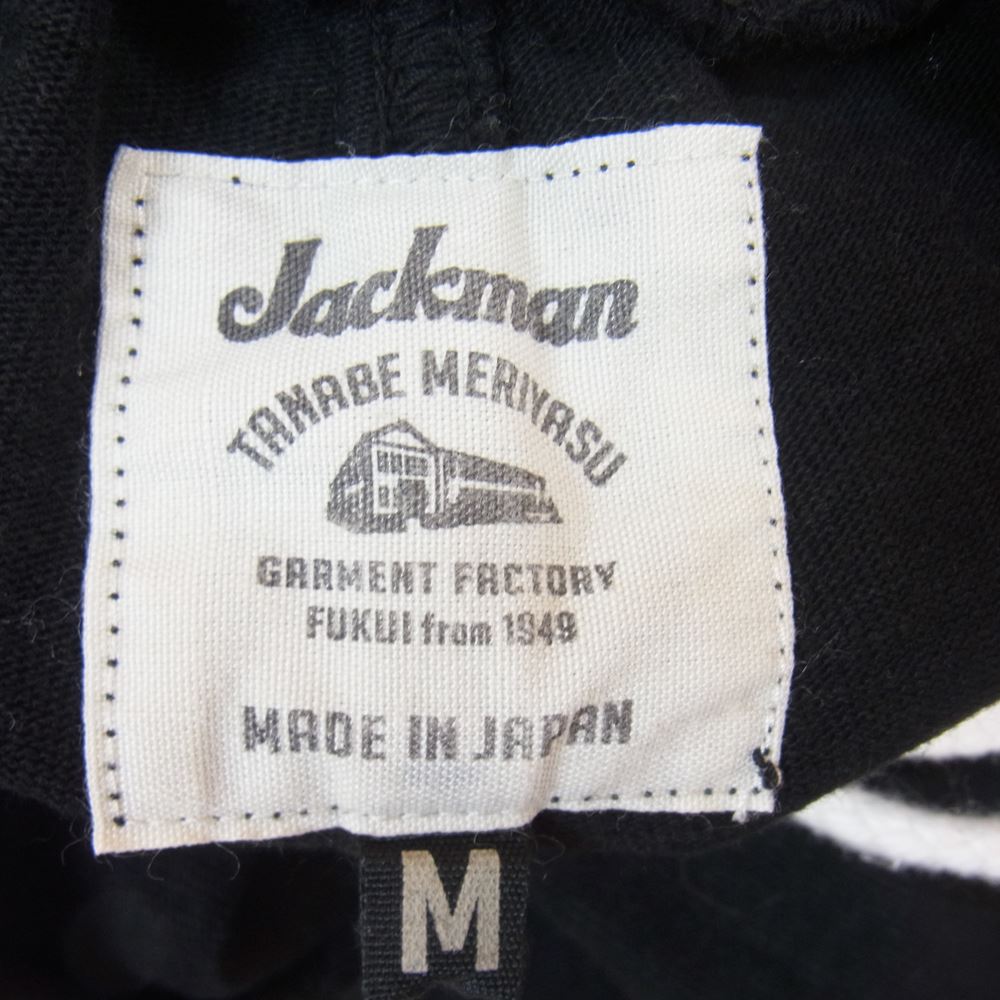 Jackman
TANABE MERIYASU
GARMENT FACTORY
FUKUI from 1949
MADE IN JAPAN
M